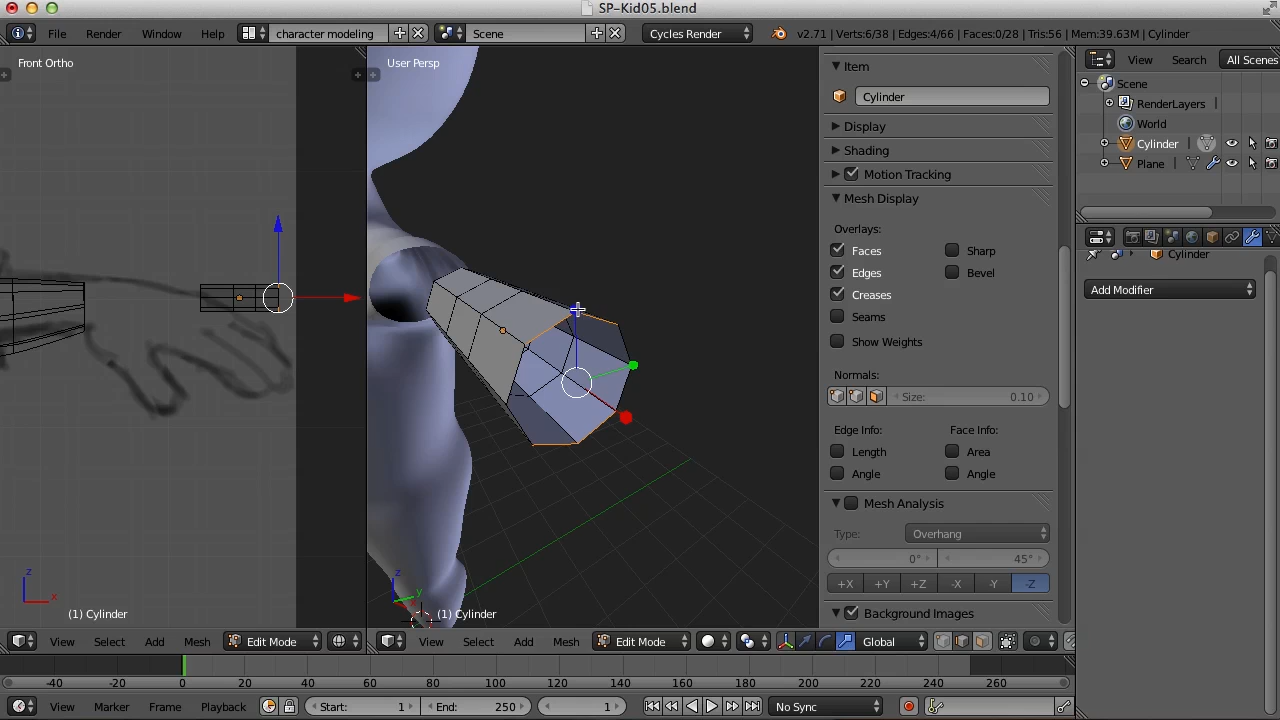 SP-Kid05.blend
File Render Window Help character modeling Scene Cycles Render v2.71 | Verts:6/38 | Edges:4/66 | Faces:0/28 | Tris:56 | Mem:39.63M | Cylinder
Front Ortho
User Persp
z
x
(1) Cylinder
z
y
x
(1) Cylinder
Item
Cylinder
Display
Shading
Motion Tracking
Mesh Display
Overlays:
Faces Sharp
Edges Bevel
Creases
Seams
Show Weights
Normals:
Size: 0.10
Edge Info: Face Info:
Length Area
Angle Angle
Mesh Analysis
Type: Overhang
0° 45°
+X +Y +Z -X -Y -Z
Background Images
View Search All Scenes
Scene
RenderLayers
World
Cylinder
Plane
Cylinder
Add Modifier
View Select Add Mesh Edit Mode
View Select Add Mesh Edit Mode Global
-40 -20 0 20 40 60 80 100 120 140 160 180 200 220 240 260
View Marker Frame Playback Start: 1 End: 250 1 No Sync